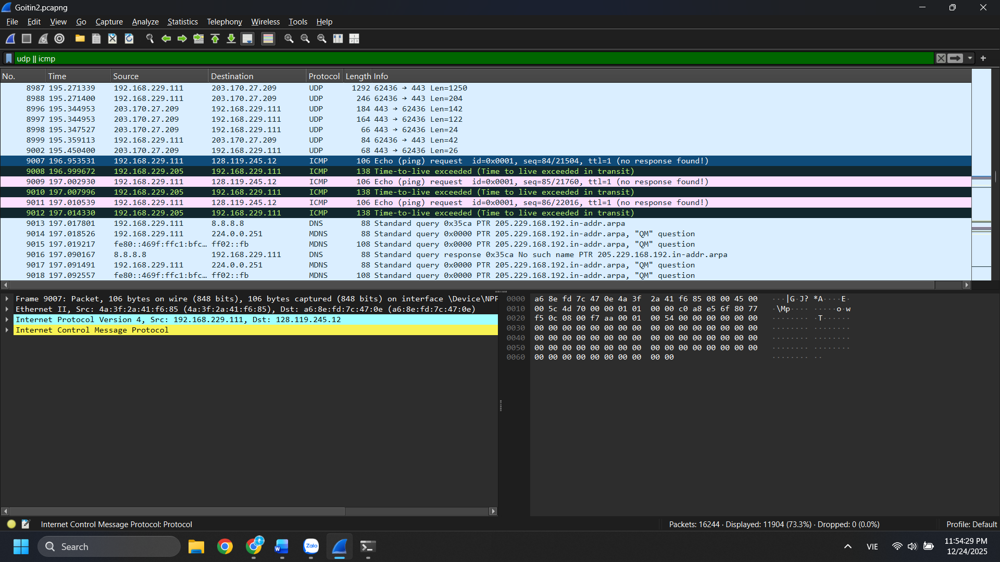 Goitin2.pcapng
File Edit View Go Capture Analyze Statistics Telephony Wireless Tools Help
udp || icmp
No. Time Source Destination Protocol Length Info
8987 195.271339 192.168.229.111 203.170.27.209 UDP 1292 62436 → 443 Len=1250
8988 195.271400 192.168.229.111 203.170.27.209 UDP 246 62436 → 443 Len=204
8996 195.344953 203.170.27.209 192.168.229.111 UDP 184 443 → 62436 Len=142
8997 195.344953 203.170.27.209 192.168.229.111 UDP 164 443 → 62436 Len=122
8998 195.347527 203.170.27.209 192.168.229.111 UDP 66 443 → 62436 Len=24
8999 195.359113 192.168.229.111 203.170.27.209 UDP 84 62436 → 443 Len=42
9002 195.450400 203.170.27.209 192.168.229.111 UDP 68 443 → 62436 Len=26
9007 196.953531 192.168.229.111 128.119.245.12 ICMP 106 Echo (ping) request id=0x0001, seq=84/21504, ttl=1 (no response found!)
9008 196.999672 192.168.229.205 192.168.229.111 ICMP 138 Time-to-live exceeded (Time to live exceeded in transit)
9009 197.002930 192.168.229.111 128.119.245.12 ICMP 106 Echo (ping) request id=0x0001, seq=85/21760, ttl=1 (no response found!)
9010 197.007996 192.168.229.205 192.168.229.111 ICMP 138 Time-to-live exceeded (Time to live exceeded in transit)
9011 197.010539 192.168.229.111 128.119.245.12 ICMP 106 Echo (ping) request id=0x0001, seq=86/22016, ttl=1 (no response found!)
9012 197.014330 192.168.229.205 192.168.229.111 ICMP 138 Time-to-live exceeded (Time to live exceeded in transit)
9013 197.017801 192.168.229.111 8.8.8.8 DNS 88 Standard query 0x35ca PTR 205.229.168.192.in-addr.arpa
9014 197.018526 192.168.229.111 224.0.0.251 MDNS 88 Standard query 0x0000 PTR 205.229.168.192.in-addr.arpa, "QM" question
9015 197.019217 fe80::469f:ffc1:bfc… ff02::fb MDNS 108 Standard query 0x0000 PTR 205.229.168.192.in-addr.arpa, "QM" question
9016 197.090167 8.8.8.8 192.168.229.111 DNS 88 Standard query response 0x35ca No such name PTR 205.229.168.192.in-addr.arpa
9017 197.091491 192.168.229.111 224.0.0.251 MDNS 88 Standard query 0x0000 PTR 205.229.168.192.in-addr.arpa, "QM" question
9018 197.092557 fe80::469f:ffc1:bfc… ff02::fb MDNS 108 Standard query 0x0000 PTR 205.229.168.192.in-addr.arpa, "QM" question
Frame 9007: Packet, 106 bytes on wire (848 bits), 106 bytes captured (848 bits) on interface \Device\NPF
Ethernet II, Src: 4a:3f:2a:41:f6:85 (4a:3f:2a:41:f6:85), Dst: a6:8e:fd:7c:47:0e (a6:8e:fd:7c:47:0e)
Internet Protocol Version 4, Src: 192.168.229.111, Dst: 128.119.245.12
Internet Control Message Protocol
0000 a6 8e fd 7c 47 0e 4a 3f 2a 41 f6 85 08 00 45 00 ···|G·J? *A····E·
0010 00 5c 4d 70 00 00 01 01 00 00 c0 a8 e5 6f 80 77 ·\Mp···· ·····o·w
0020 f5 0c 08 00 f7 aa 00 01 00 54 00 00 00 00 00 00 ········ ·T······
0030 00 00 00 00 00 00 00 00 00 00 00 00 00 00 00 00 ········ ········
0040 00 00 00 00 00 00 00 00 00 00 00 00 00 00 00 00 ········ ········
0050 00 00 00 00 00 00 00 00 00 00 00 00 00 00 00 00 ········ ········
0060 00 00 00 00 00 00 00 00 00 00 ········ ··
Internet Control Message Protocol: Protocol
Packets: 16244 · Displayed: 11904 (73.3%) · Dropped: 0 (0.0%)
Profile: Default
Search
Zalo
VIE
11:54:29 PM
12/24/2025